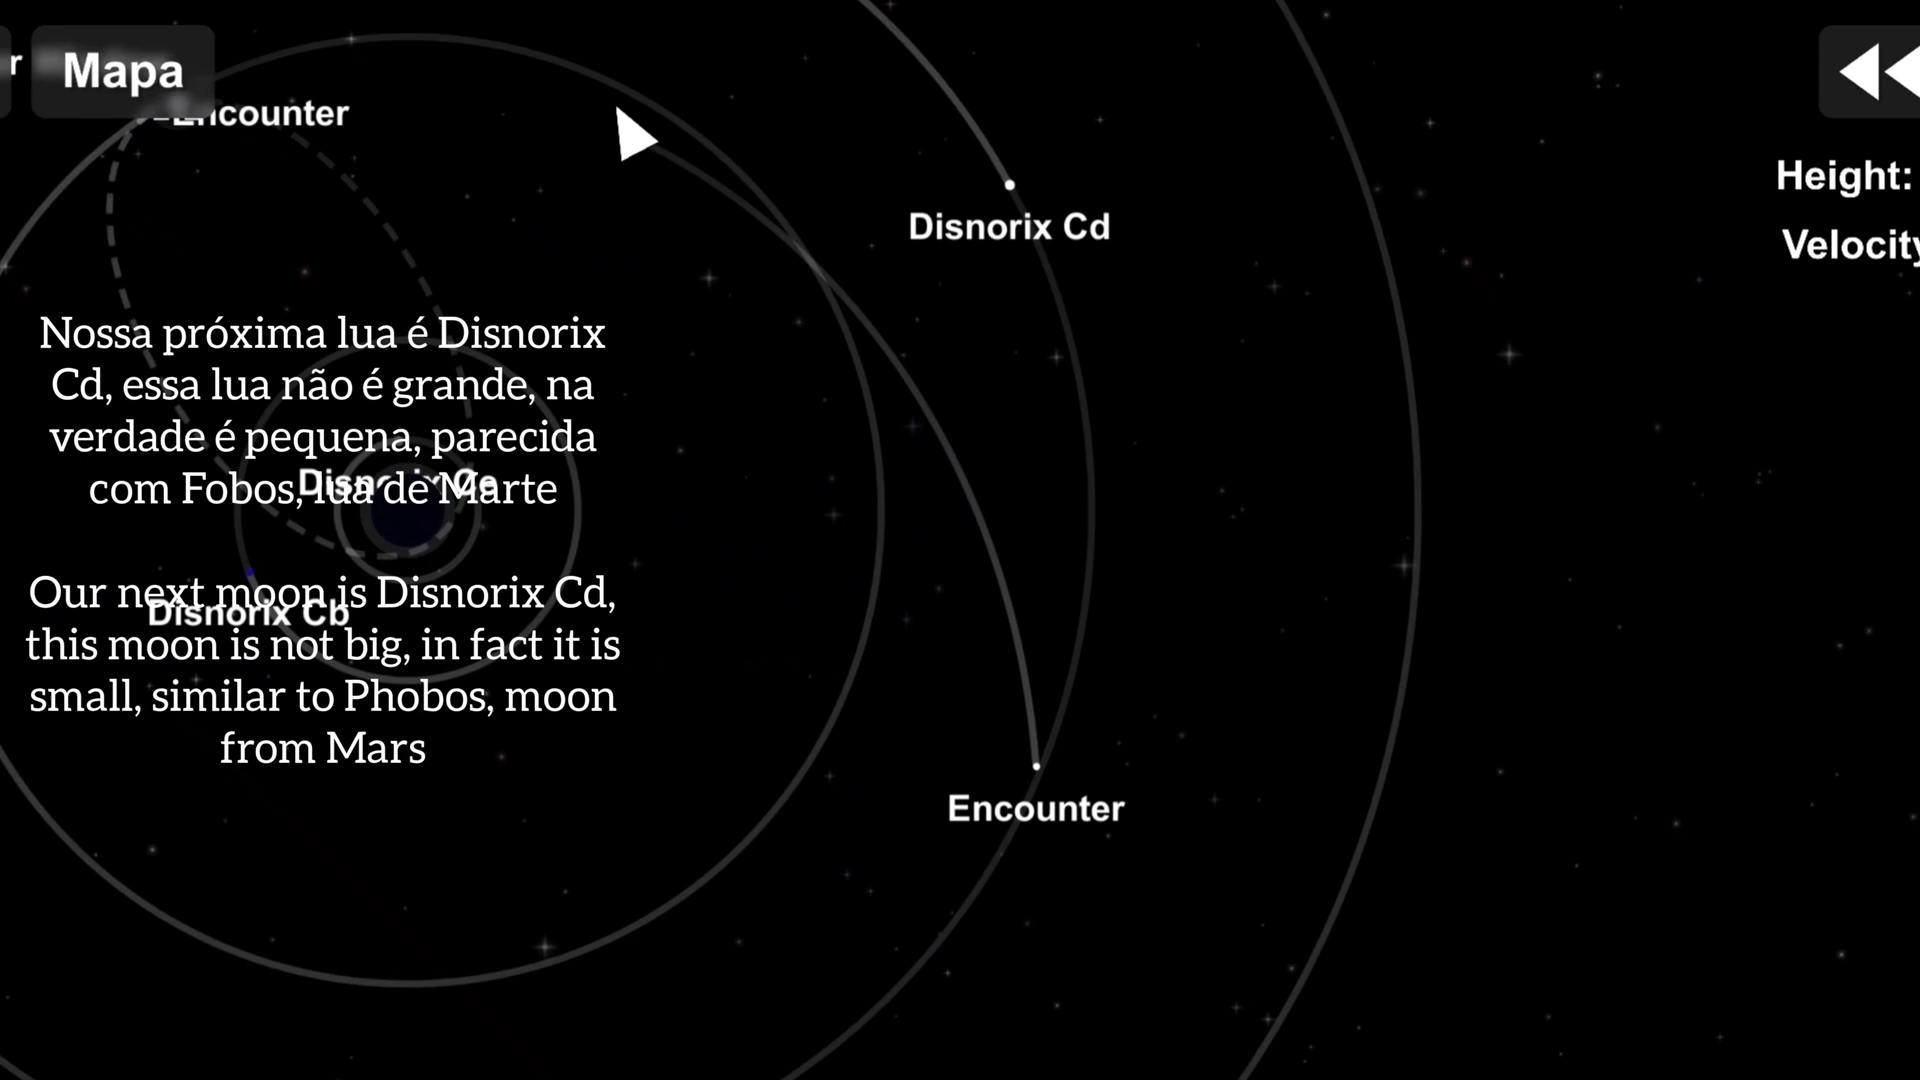 r
Mapa
Encounter
Disnorix Cd
Height:
Velocity
Nossa próxima lua é Disnorix
Cd, essa lua não é grande, na
verdade é pequena, parecida
com Fobos, lua de Marte
Our next moon is Disnorix Cd,
Disnorix Cb
this moon is not big, in fact it is
small, similar to Phobos, moon
from Mars
Encounter